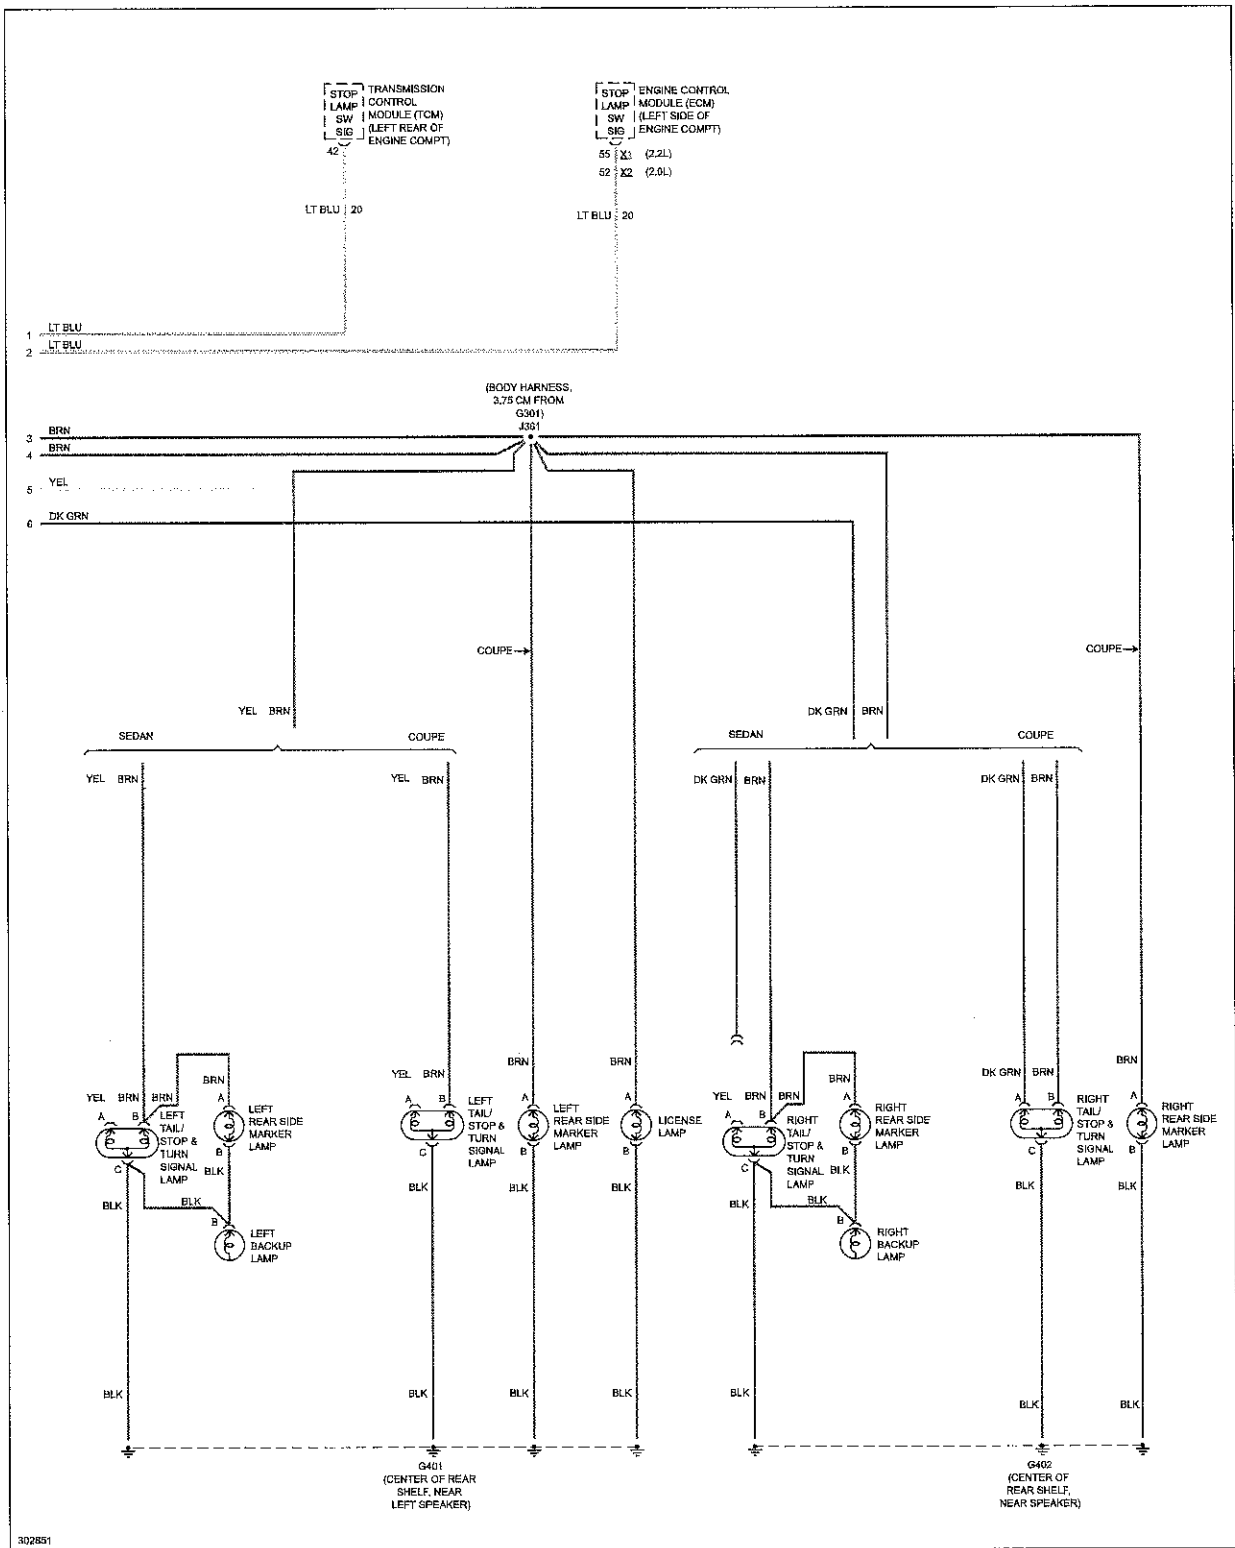 STOP
LAMP
SW
SIG
TRANSMISSION
CONTROL
MODULE (TCM)
(LEFT REAR OF
ENGINE COMPT)
42
LT BLU 20
STOP
LAMP
SW
SIG
ENGINE CONTROL
MODULE (ECM)
(LEFT SIDE OF
ENGINE COMPT)
55 X1 (2.2L)
52 X2 (2.0L)
LT BLU 20
1 LT BLU
2 LT BLU
(BODY HARNESS,
3.75 CM FROM
G301)
J361
3 BRN
4 BRN
5 YEL
6 DK GRN
COUPE
COUPE
YEL BRN
DK GRN BRN
SEDAN
COUPE
SEDAN
COUPE
YEL BRN
YEL BRN
DK GRN BRN
DK GRN BRN
YEL BRN BRN
BRN
A B
A
LEFT
TAIL/
STOP &
TURN
SIGNAL
LAMP
C
LEFT
REAR SIDE
MARKER
LAMP
B
BLK
BLK
BLK
B
LEFT
BACKUP
LAMP
YEL BRN
A B
LEFT
TAIL/
STOP &
TURN
SIGNAL
LAMP
C
BLK
BRN
A
LEFT
REAR SIDE
MARKER
LAMP
B
BLK
BRN
A
LICENSE
LAMP
B
BLK
YEL BRN BRN
BRN
A B
A
RIGHT
TAIL/
STOP &
TURN
SIGNAL
LAMP
C
RIGHT
REAR SIDE
MARKER
LAMP
B
BLK
BLK
BLK
B
RIGHT
BACKUP
LAMP
DK GRN BRN
A B
RIGHT
TAIL/
STOP &
TURN
SIGNAL
LAMP
C
BLK
BRN
A
RIGHT
REAR SIDE
MARKER
LAMP
B
BLK
BLK
BLK
BLK
BLK
BLK
BLK
BLK
G401
(CENTER OF REAR
SHELF, NEAR
LEFT SPEAKER)
G402
(CENTER OF
REAR SHELF,
NEAR SPEAKER)
302851